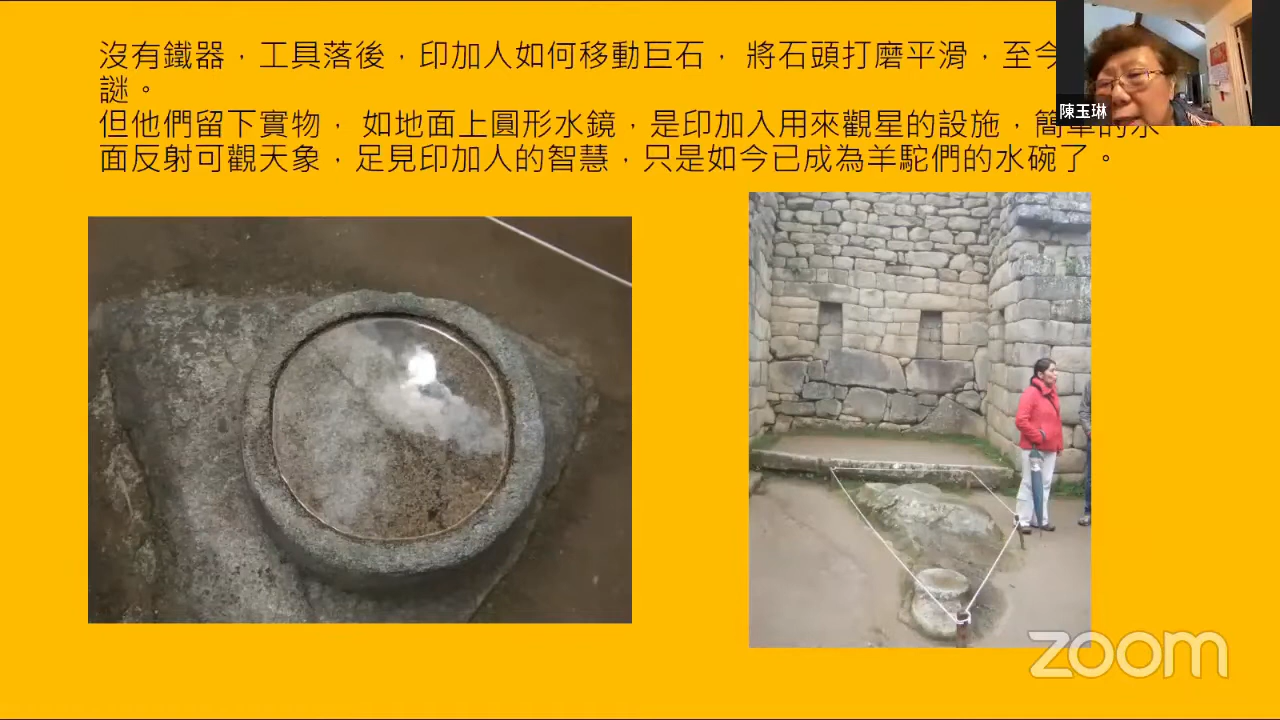 沒有鐵器，工具落後，印加人如何移動巨石， 將石頭打磨平滑，至今
謎。
但他們留下實物， 如地面上圓形水鏡，是印加入用來觀星的設施，簡單的水
面反射可觀天象，足見印加人的智慧，只是如今已成為羊駝們的水碗了。
陳玉琳
zoom